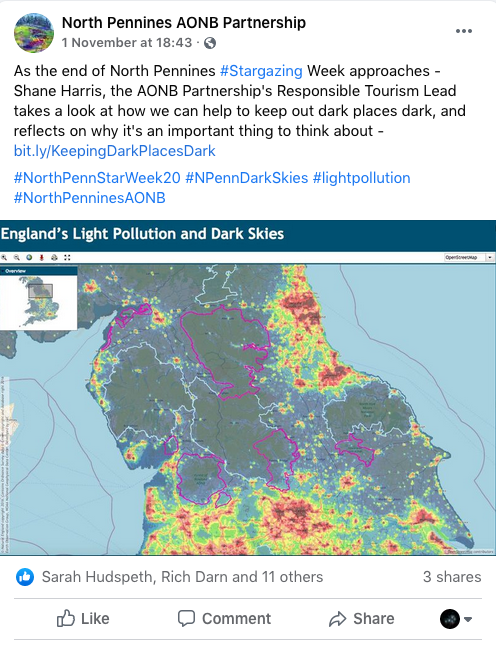 North Pennines AONB Partnership
1 November at 18:43 ·
As the end of North Pennines #Stargazing Week approaches -
Shane Harris, the AONB Partnership's Responsible Tourism Lead
takes a look at how we can help to keep out dark places dark, and
reflects on why it's an important thing to think about -
bit.ly/KeepingDarkPlacesDark
#NorthPennStarWeek20 #NPennDarkSkies #lightpollution
#NorthPenninesAONB
England's Light Pollution and Dark Skies
OpenStreetMap
Overview
Sarah Hudspeth, Rich Darn and 11 others
3 shares
Like
Comment
Share